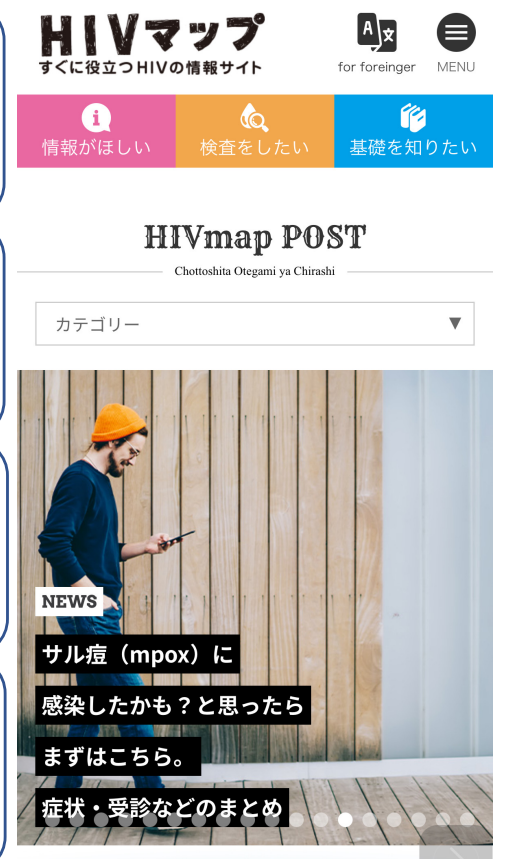 HIVマップ
すぐに役立つHIVの情報サイト
for foreinger
MENU
情報がほしい
検査をしたい
基礎を知りたい
HIVmap POST
Chottoshita Otegami ya Chirashi
カテゴリー ▼
NEWS
サル痘（mpox）に
感染したかも？と思ったら
まずはこちら。
症状・受診などのまとめ